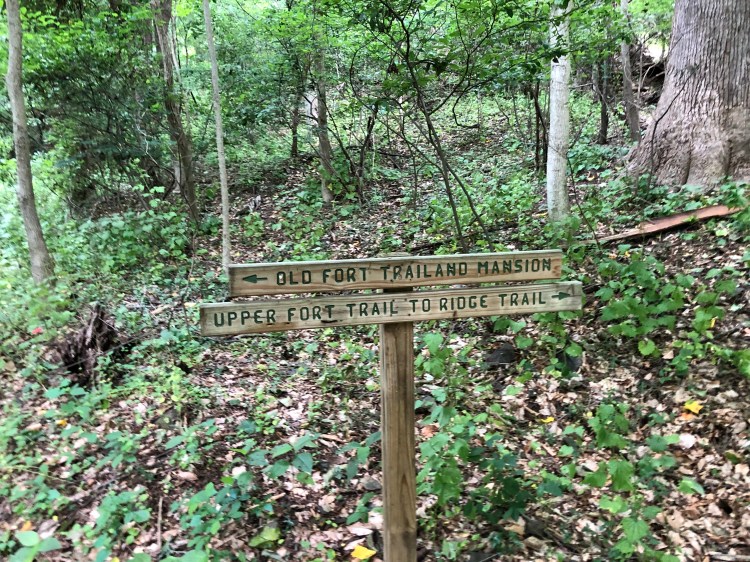 ← OLD FORT TRAILAND MANSION
UPPER FORT TRAIL TO RIDGE TRAIL →